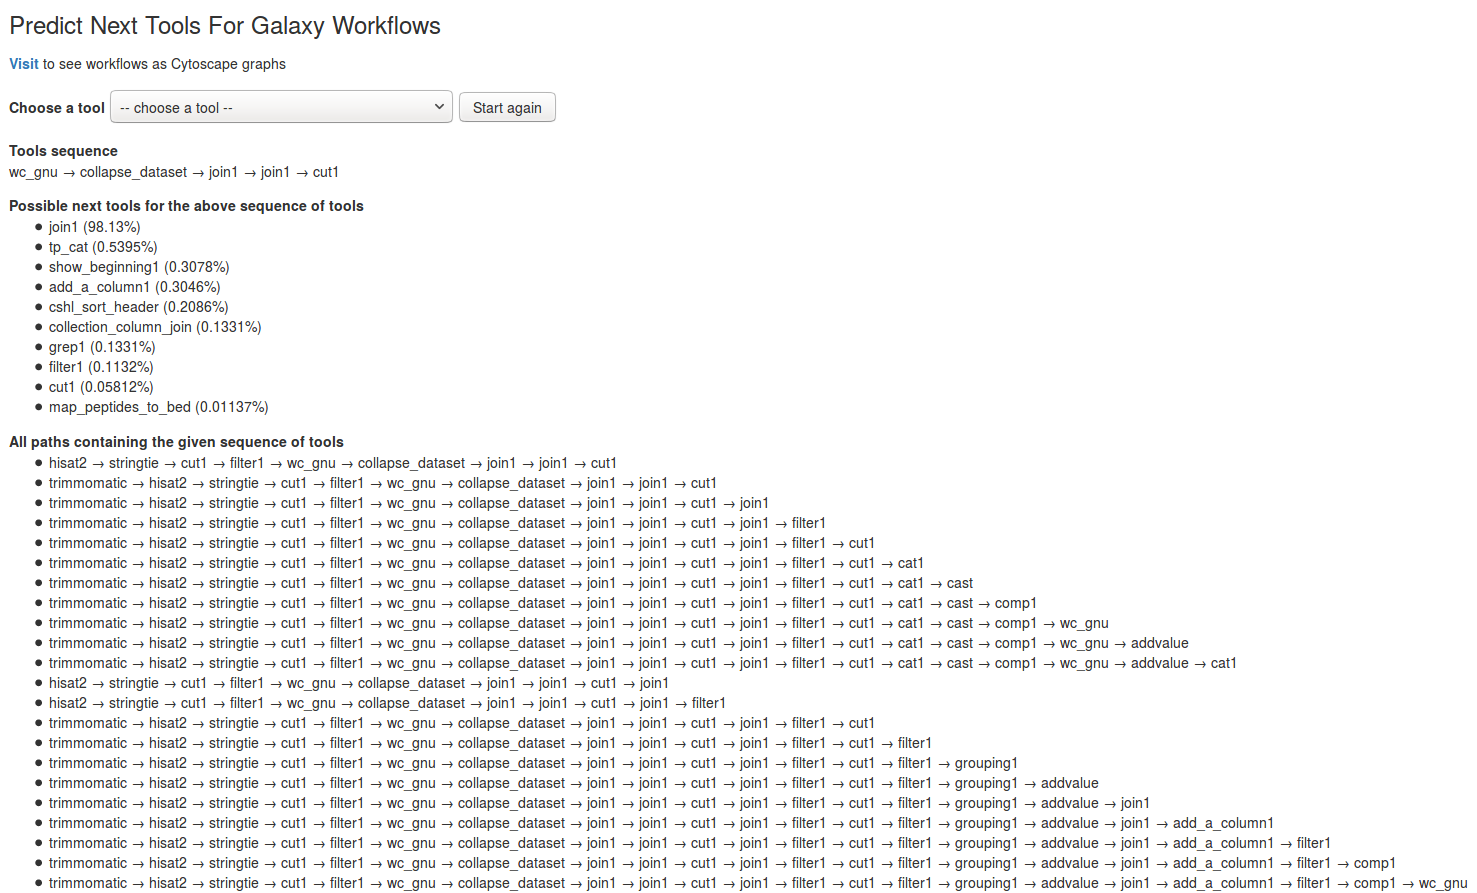 Predict Next Tools For Galaxy Workflows
Visit to see workflows as Cytoscape graphs
Choose a tool -- choose a tool -- Start again
Tools sequence
wc_gnu → collapse_dataset → join1 → join1 → cut1
Possible next tools for the above sequence of tools
● join1 (98.13%)
● tp_cat (0.5395%)
● show_beginning1 (0.3078%)
● add_a_column1 (0.3046%)
● cshl_sort_header (0.2086%)
● collection_column_join (0.1331%)
● grep1 (0.1331%)
● filter1 (0.1132%)
● cut1 (0.05812%)
● map_peptides_to_bed (0.01137%)
All paths containing the given sequence of tools
● hisat2 → stringtie → cut1 → filter1 → wc_gnu → collapse_dataset → join1 → join1 → cut1
● trimmomatic → hisat2 → stringtie → cut1 → filter1 → wc_gnu → collapse_dataset → join1 → join1 → cut1
● trimmomatic → hisat2 → stringtie → cut1 → filter1 → wc_gnu → collapse_dataset → join1 → join1 → cut1 → join1
● trimmomatic → hisat2 → stringtie → cut1 → filter1 → wc_gnu → collapse_dataset → join1 → join1 → cut1 → join1 → filter1
● trimmomatic → hisat2 → stringtie → cut1 → filter1 → wc_gnu → collapse_dataset → join1 → join1 → cut1 → join1 → filter1 → cut1
● trimmomatic → hisat2 → stringtie → cut1 → filter1 → wc_gnu → collapse_dataset → join1 → join1 → cut1 → join1 → filter1 → cut1 → cat1
● trimmomatic → hisat2 → stringtie → cut1 → filter1 → wc_gnu → collapse_dataset → join1 → join1 → cut1 → join1 → filter1 → cut1 → cat1 → cast
● trimmomatic → hisat2 → stringtie → cut1 → filter1 → wc_gnu → collapse_dataset → join1 → join1 → cut1 → join1 → filter1 → cut1 → cat1 → cast → comp1
● trimmomatic → hisat2 → stringtie → cut1 → filter1 → wc_gnu → collapse_dataset → join1 → join1 → cut1 → join1 → filter1 → cut1 → cat1 → cast → comp1 → wc_gnu
● trimmomatic → hisat2 → stringtie → cut1 → filter1 → wc_gnu → collapse_dataset → join1 → join1 → cut1 → join1 → filter1 → cut1 → cat1 → cast → comp1 → wc_gnu → addvalue
● trimmomatic → hisat2 → stringtie → cut1 → filter1 → wc_gnu → collapse_dataset → join1 → join1 → cut1 → join1 → filter1 → cut1 → cat1 → cast → comp1 → wc_gnu → addvalue → cat1
● hisat2 → stringtie → cut1 → filter1 → wc_gnu → collapse_dataset → join1 → join1 → cut1 → join1
● hisat2 → stringtie → cut1 → filter1 → wc_gnu → collapse_dataset → join1 → join1 → cut1 → join1 → filter1
● trimmomatic → hisat2 → stringtie → cut1 → filter1 → wc_gnu → collapse_dataset → join1 → join1 → cut1 → join1 → filter1 → cut1
● trimmomatic → hisat2 → stringtie → cut1 → filter1 → wc_gnu → collapse_dataset → join1 → join1 → cut1 → join1 → filter1 → cut1 → filter1
● trimmomatic → hisat2 → stringtie → cut1 → filter1 → wc_gnu → collapse_dataset → join1 → join1 → cut1 → join1 → filter1 → cut1 → filter1 → grouping1
● trimmomatic → hisat2 → stringtie → cut1 → filter1 → wc_gnu → collapse_dataset → join1 → join1 → cut1 → join1 → filter1 → cut1 → filter1 → grouping1 → addvalue
● trimmomatic → hisat2 → stringtie → cut1 → filter1 → wc_gnu → collapse_dataset → join1 → join1 → cut1 → join1 → filter1 → cut1 → filter1 → grouping1 → addvalue → join1
● trimmomatic → hisat2 → stringtie → cut1 → filter1 → wc_gnu → collapse_dataset → join1 → join1 → cut1 → join1 → filter1 → cut1 → filter1 → grouping1 → addvalue → join1 → add_a_column1
● trimmomatic → hisat2 → stringtie → cut1 → filter1 → wc_gnu → collapse_dataset → join1 → join1 → cut1 → join1 → filter1 → cut1 → filter1 → grouping1 → addvalue → join1 → add_a_column1 → filter1
● trimmomatic → hisat2 → stringtie → cut1 → filter1 → wc_gnu → collapse_dataset → join1 → join1 → cut1 → join1 → filter1 → cut1 → filter1 → grouping1 → addvalue → join1 → add_a_column1 → filter1 → comp1
● trimmomatic → hisat2 → stringtie → cut1 → filter1 → wc_gnu → collapse_dataset → join1 → join1 → cut1 → join1 → filter1 → cut1 → filter1 → grouping1 → addvalue → join1 → add_a_column1 → filter1 → comp1 → wc_gnu